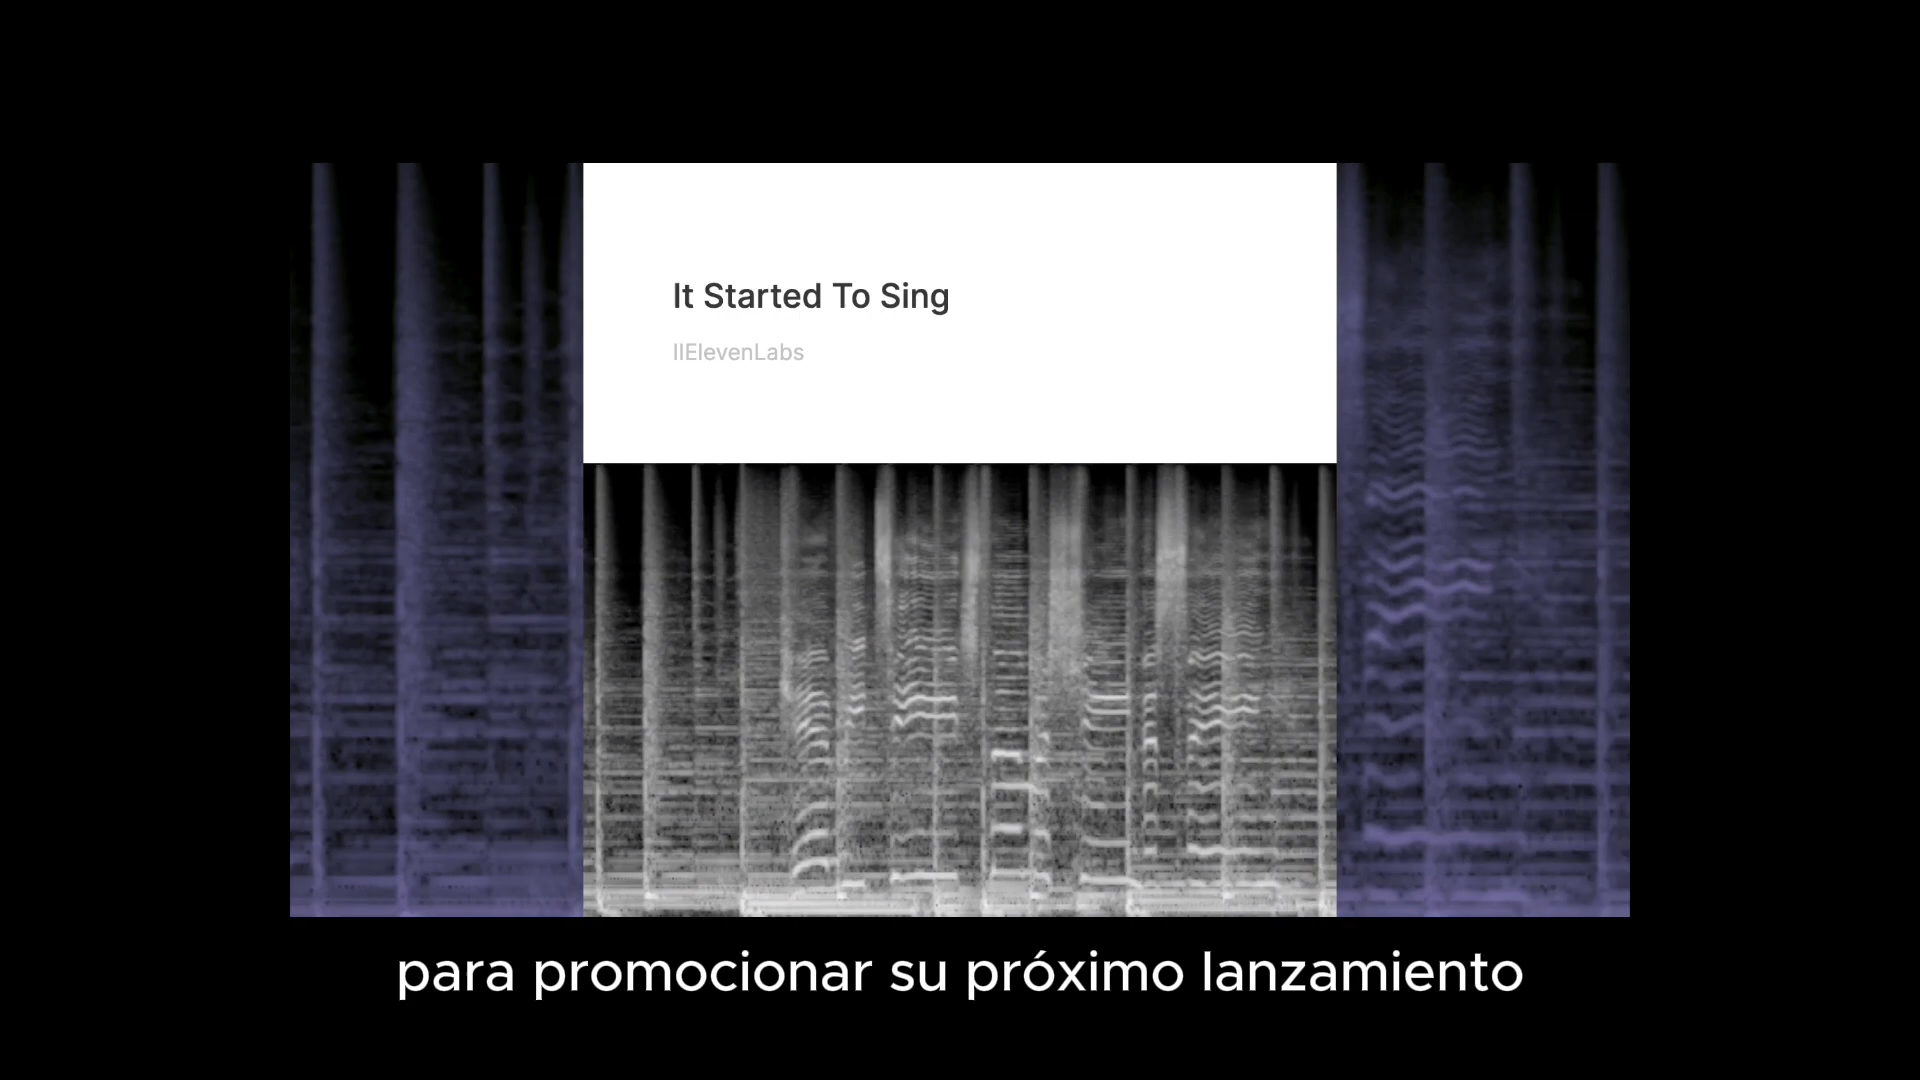 It Started To Sing
IIElevenLabs
para promocionar su próximo lanzamiento